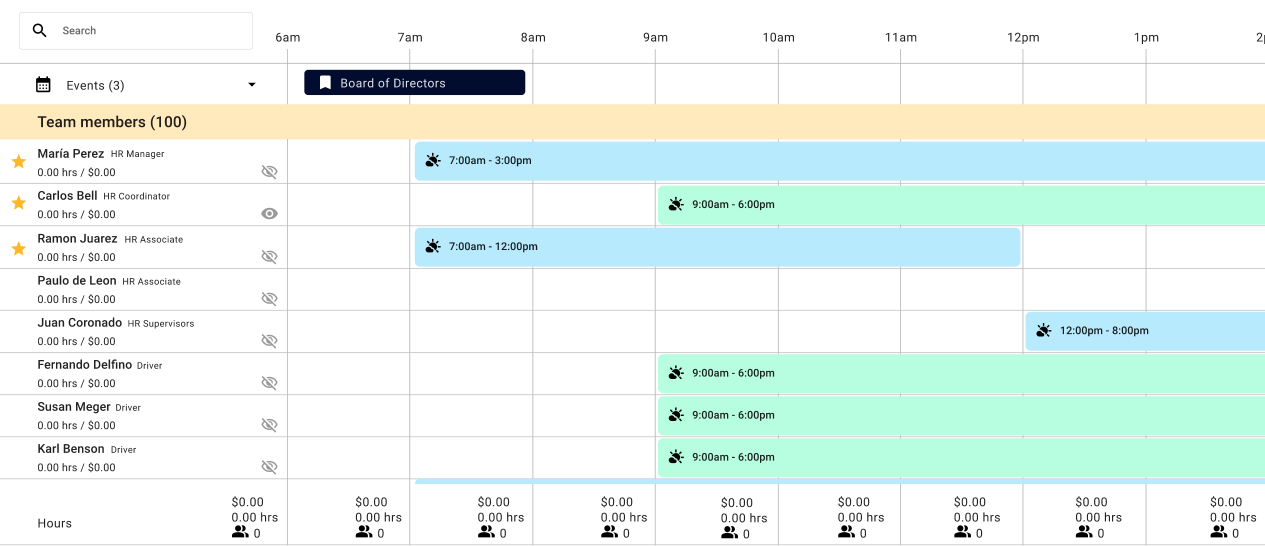 Search
6am 7am 8am 9am 10am 11am 12pm 1pm
Events (3)
Board of Directors
Team members (100)
María Perez HR Manager
0.00 hrs / $0.00
7:00am - 3:00pm
Carlos Bell HR Coordinator
0.00 hrs / $0.00
9:00am - 6:00pm
Ramon Juarez HR Associate
0.00 hrs / $0.00
7:00am - 12:00pm
Paulo de Leon HR Associate
0.00 hrs / $0.00
Juan Coronado HR Supervisors
0.00 hrs / $0.00
12:00pm - 8:00pm
Fernando Delfino Driver
0.00 hrs / $0.00
9:00am - 6:00pm
Susan Meger Driver
0.00 hrs / $0.00
9:00am - 6:00pm
Karl Benson Driver
0.00 hrs / $0.00
9:00am - 6:00pm
Hours
$0.00 $0.00 $0.00 $0.00 $0.00 $0.00 $0.00 $0.00 $0.00
0.00 hrs 0.00 hrs 0.00 hrs 0.00 hrs 0.00 hrs 0.00 hrs 0.00 hrs 0.00 hrs 0.00 hrs
0 0 0 0 0 0 0 0 0